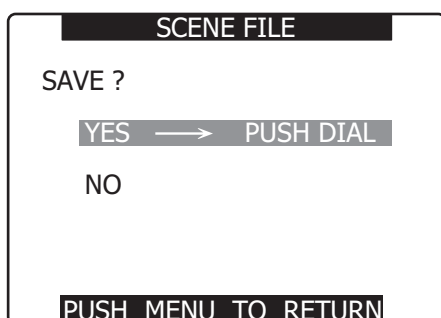 SCENE FILE
SAVE ?
YES → PUSH DIAL
NO
PUSH MENU TO RETURN